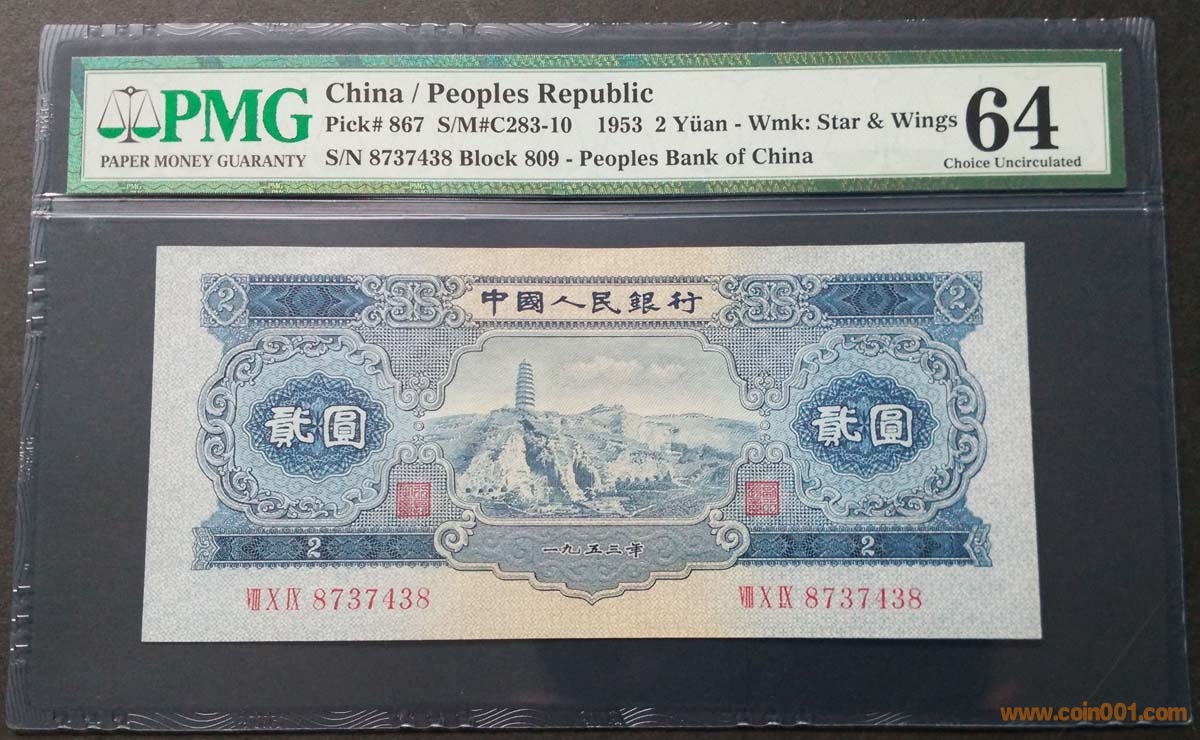 PMG
PAPER MONEY GUARANTY
China / Peoples Republic
Pick# 867 S/M#C283-10 1953 2 Yüan - Wmk: Star & Wings
S/N 8737438 Block 809 - Peoples Bank of China
64
Choice Uncirculated
2 中國人民銀行 2
貳圓 貳圓
2 一九五三年 2
Ⅷ Ⅹ Ⅸ 8737438 Ⅷ Ⅹ Ⅸ 8737438
www.coin001.com